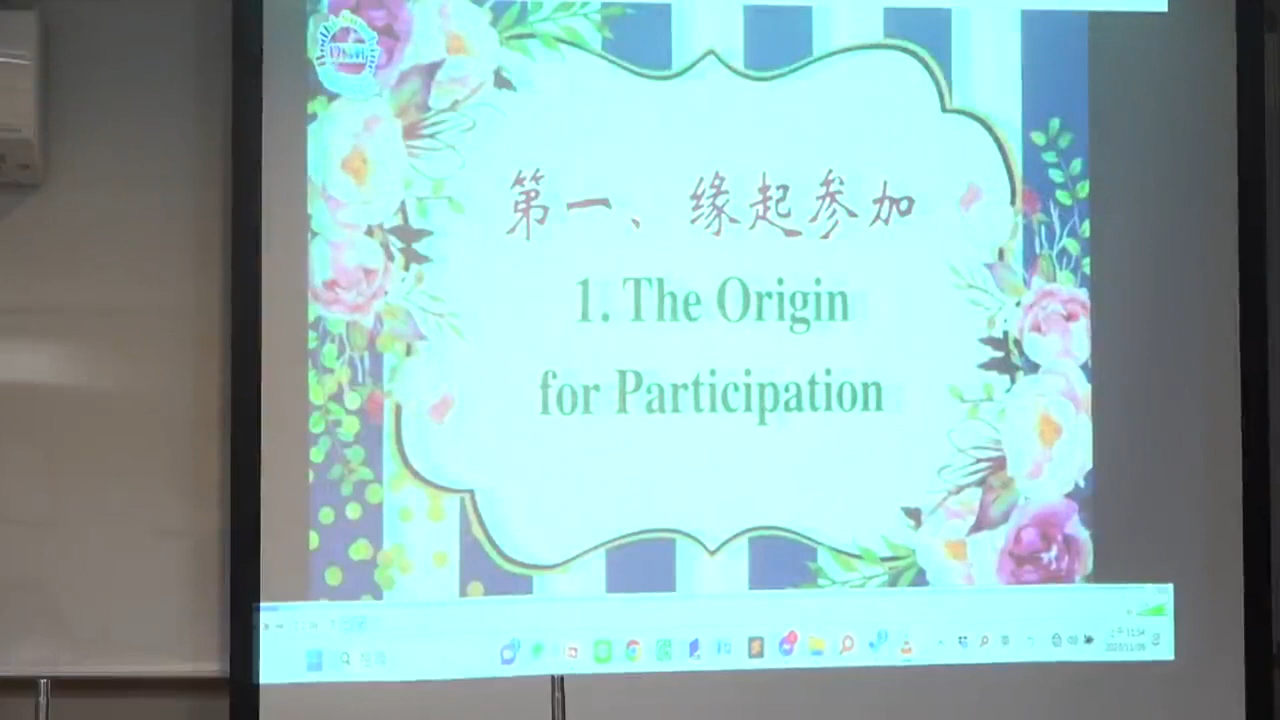 第一、缘起参加
1. The Origin
for Participation